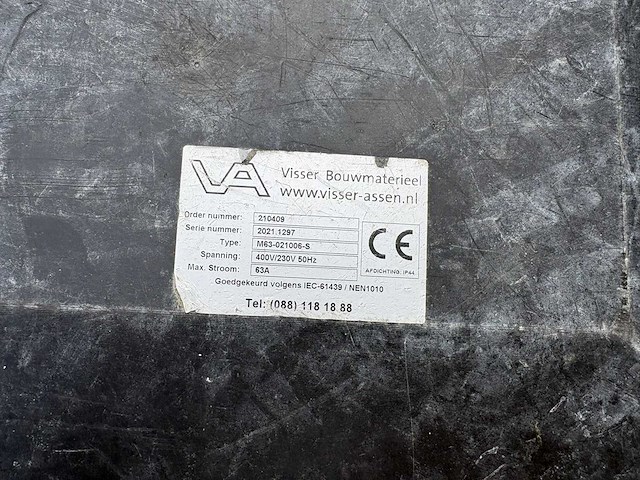 VA
Visser Bouwmaterieel
www.visser-assen.nl
Order nummer: 210409
Serie nummer: 2021.1297
Type: M63-021006-S
Spanning: 400V/230V 50Hz
Max. Stroom: 63A
CE
AFDICHTING: IP44
Goedgekeurd volgens IEC-61439 / NEN1010
Tel: (088) 118 18 88